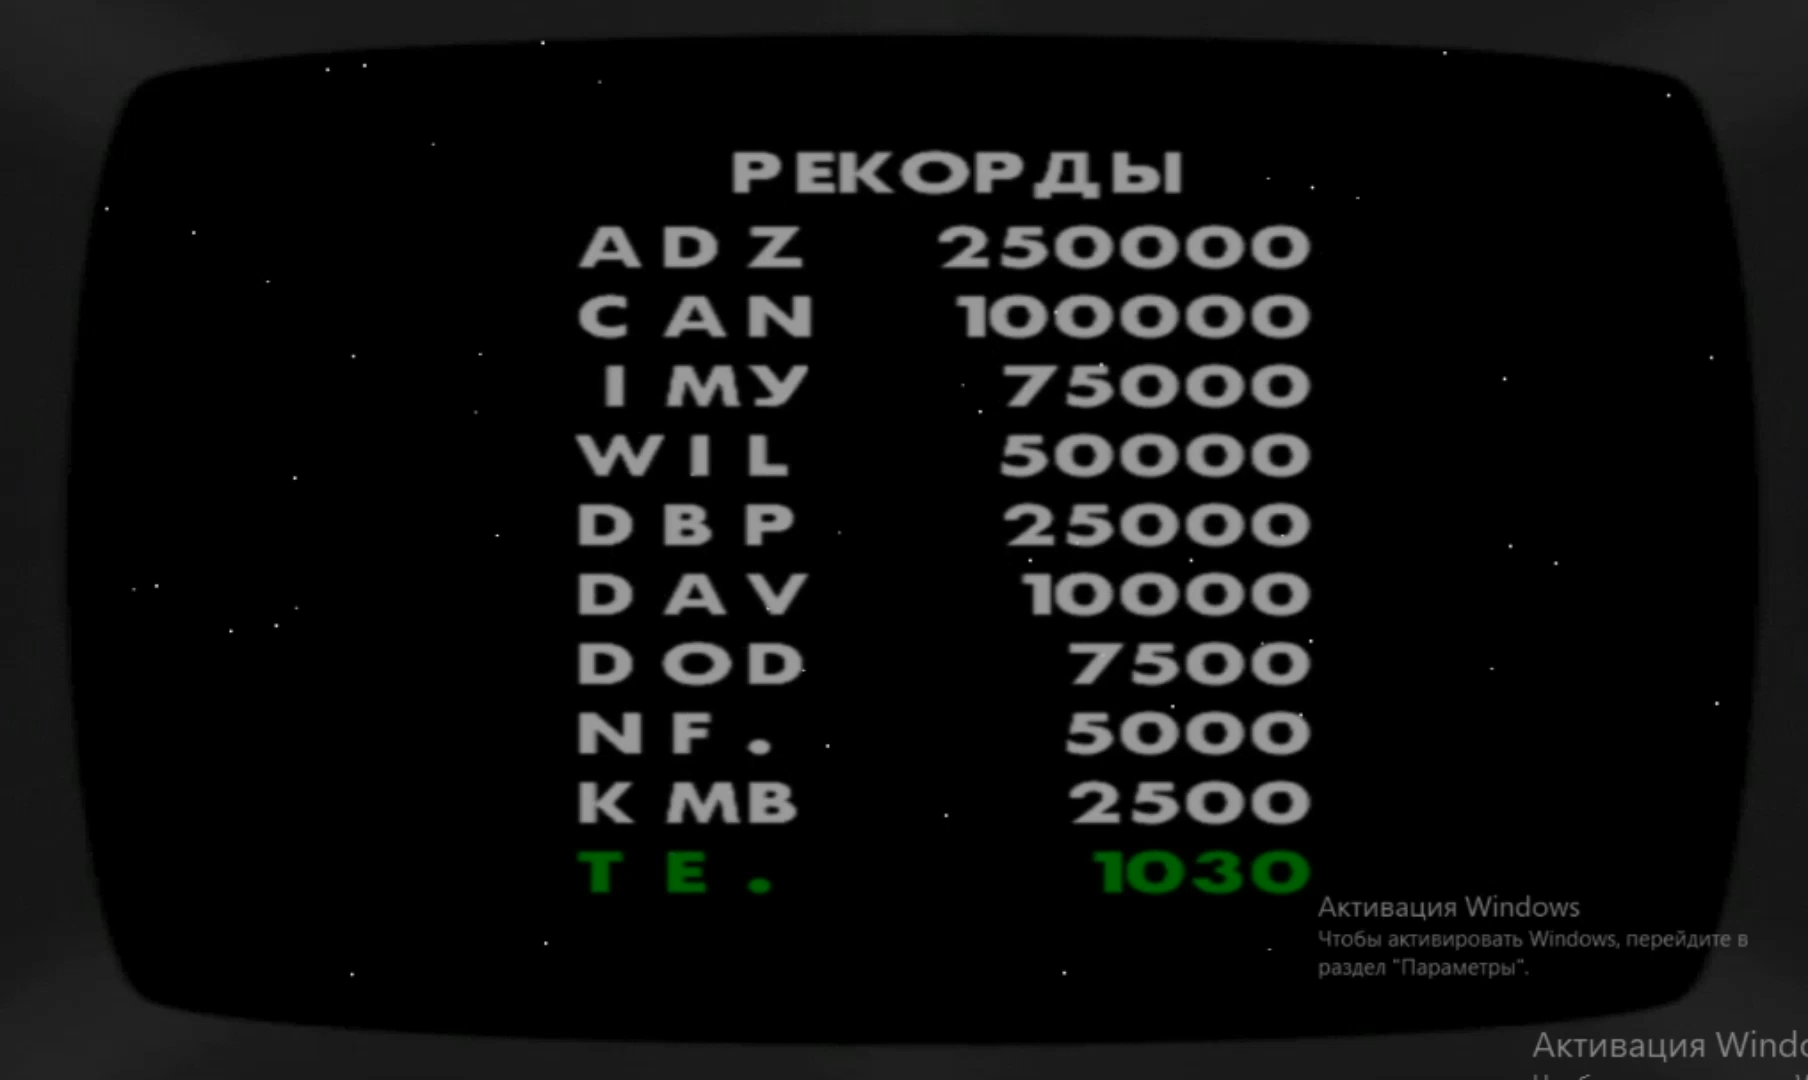 РЕКОРДЫ
ADZ 250000
CAN 100000
IMY 75000
WIL 50000
DBP 25000
DAV 10000
DOD 7500
NF. 5000
KMB 2500
TE. 1030
Активация Windows
Чтобы активировать Windows, перейдите в
раздел "Параметры".
Активация Windo